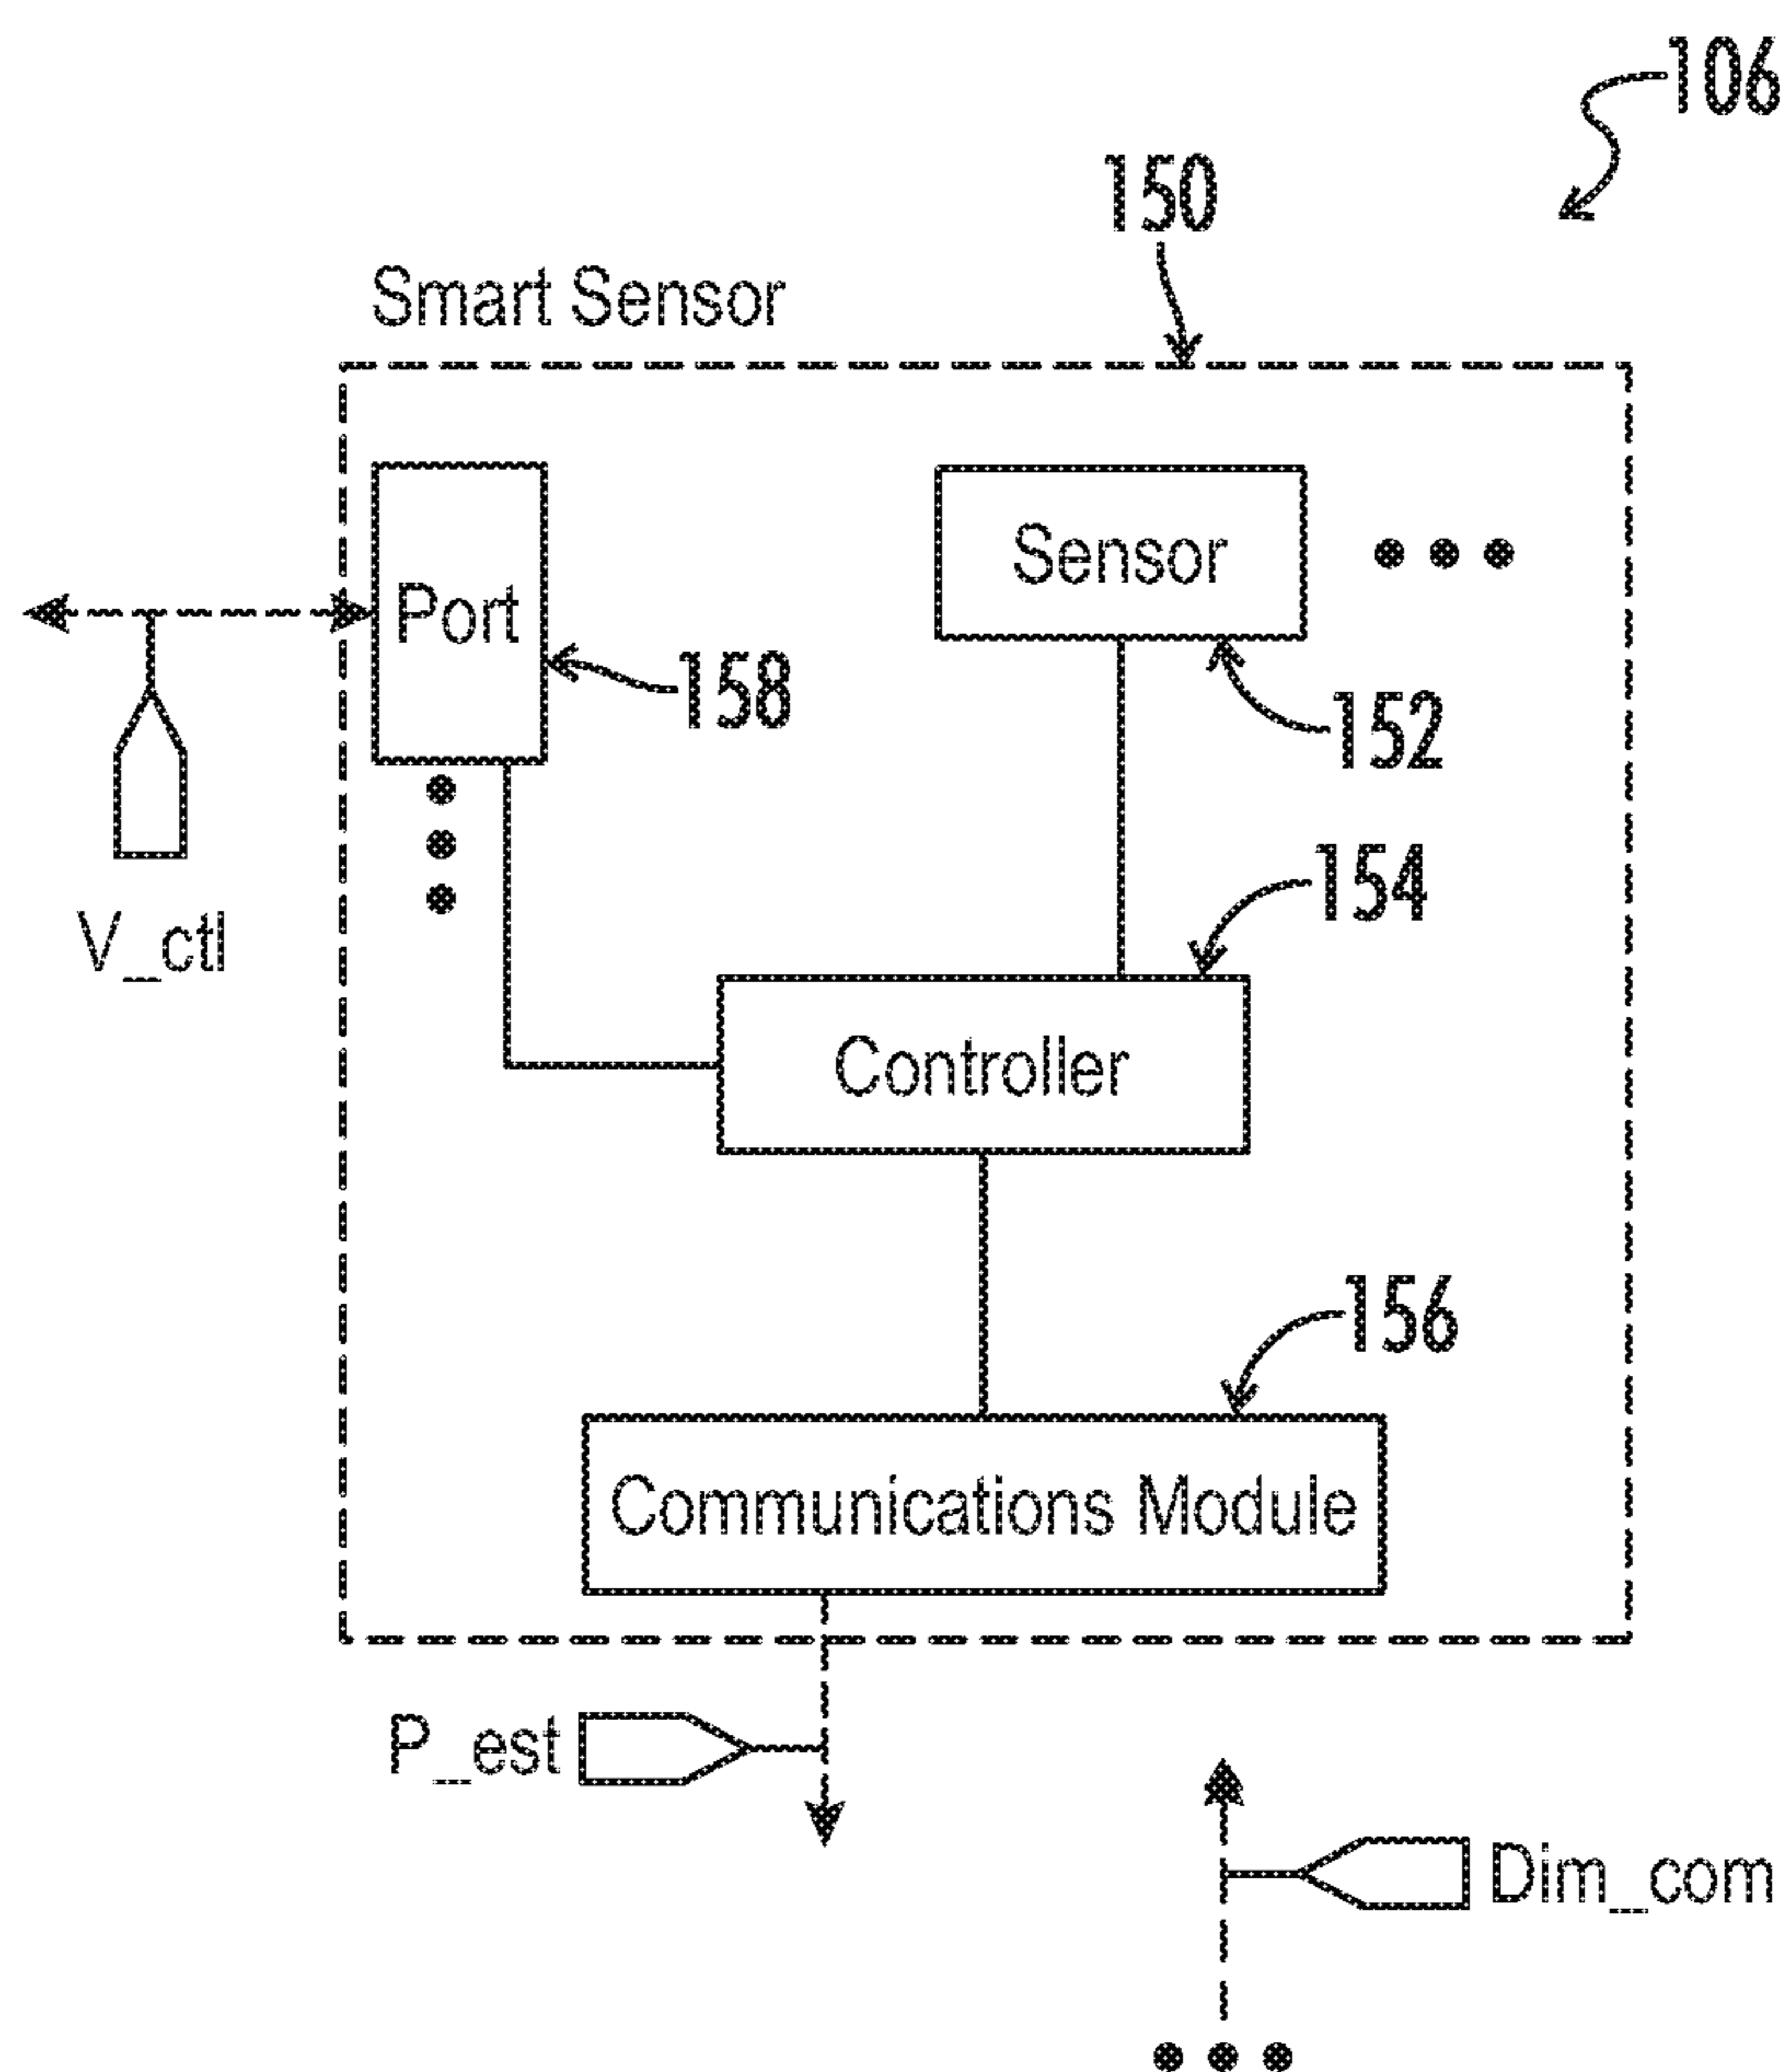 106
150
Smart Sensor
Sensor
Port
158
152
154
V_ctl
Controller
156
Communications Module
P_est
Dim_com